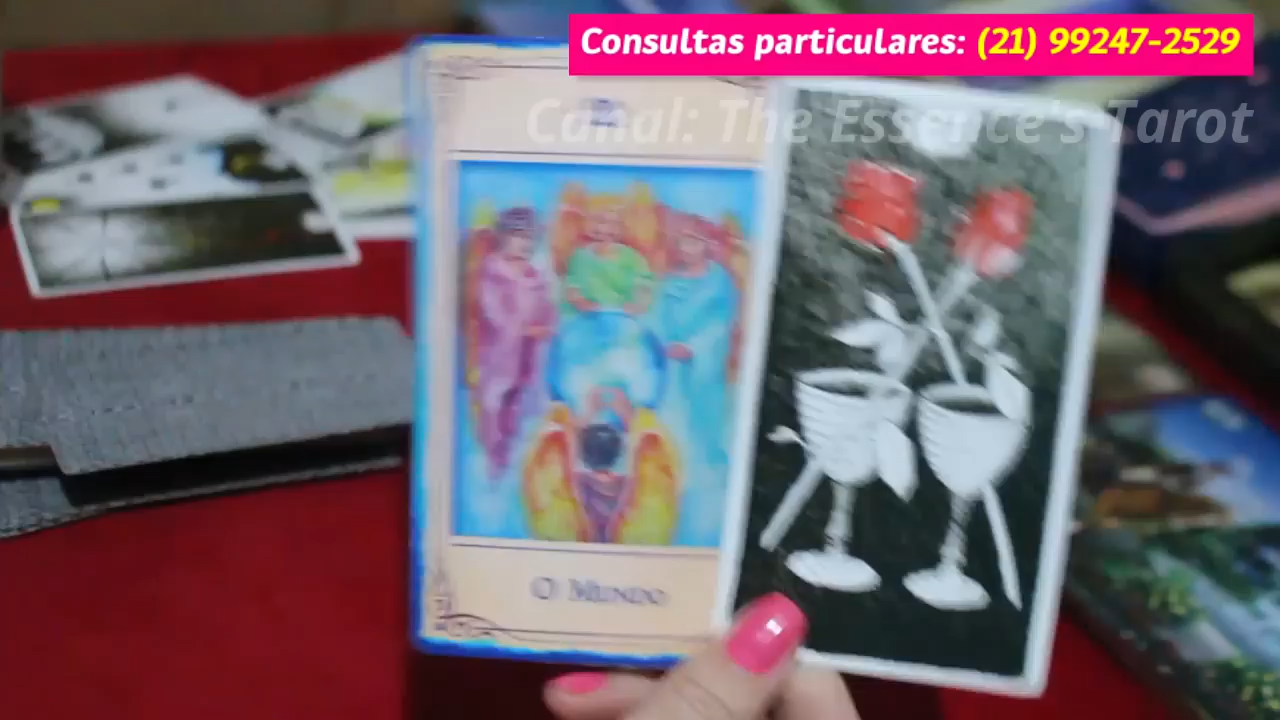 Consultas particulares: (21) 99247-2529
Canal: The Essence's Tarot
O Mundo